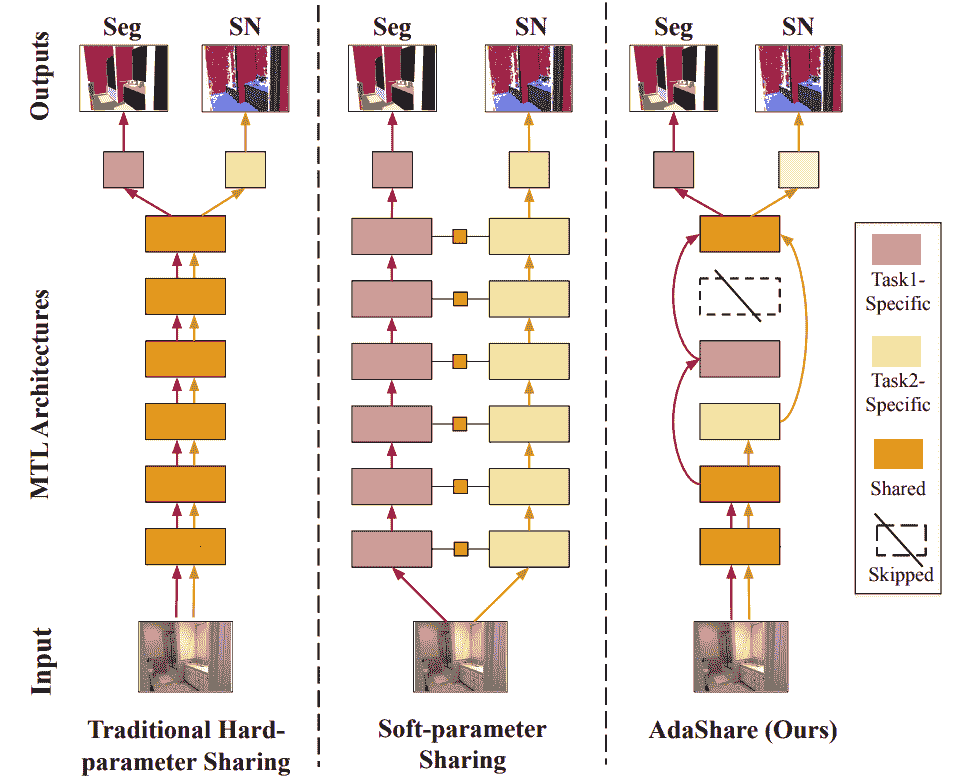 Outputs
MTL Architectures
Input
Seg
SN
Traditional Hard-
parameter Sharing
Seg
SN
Soft-parameter
Sharing
Seg
SN
AdaShare (Ours)
Task1-
Specific
Task2-
Specific
Shared
Skipped